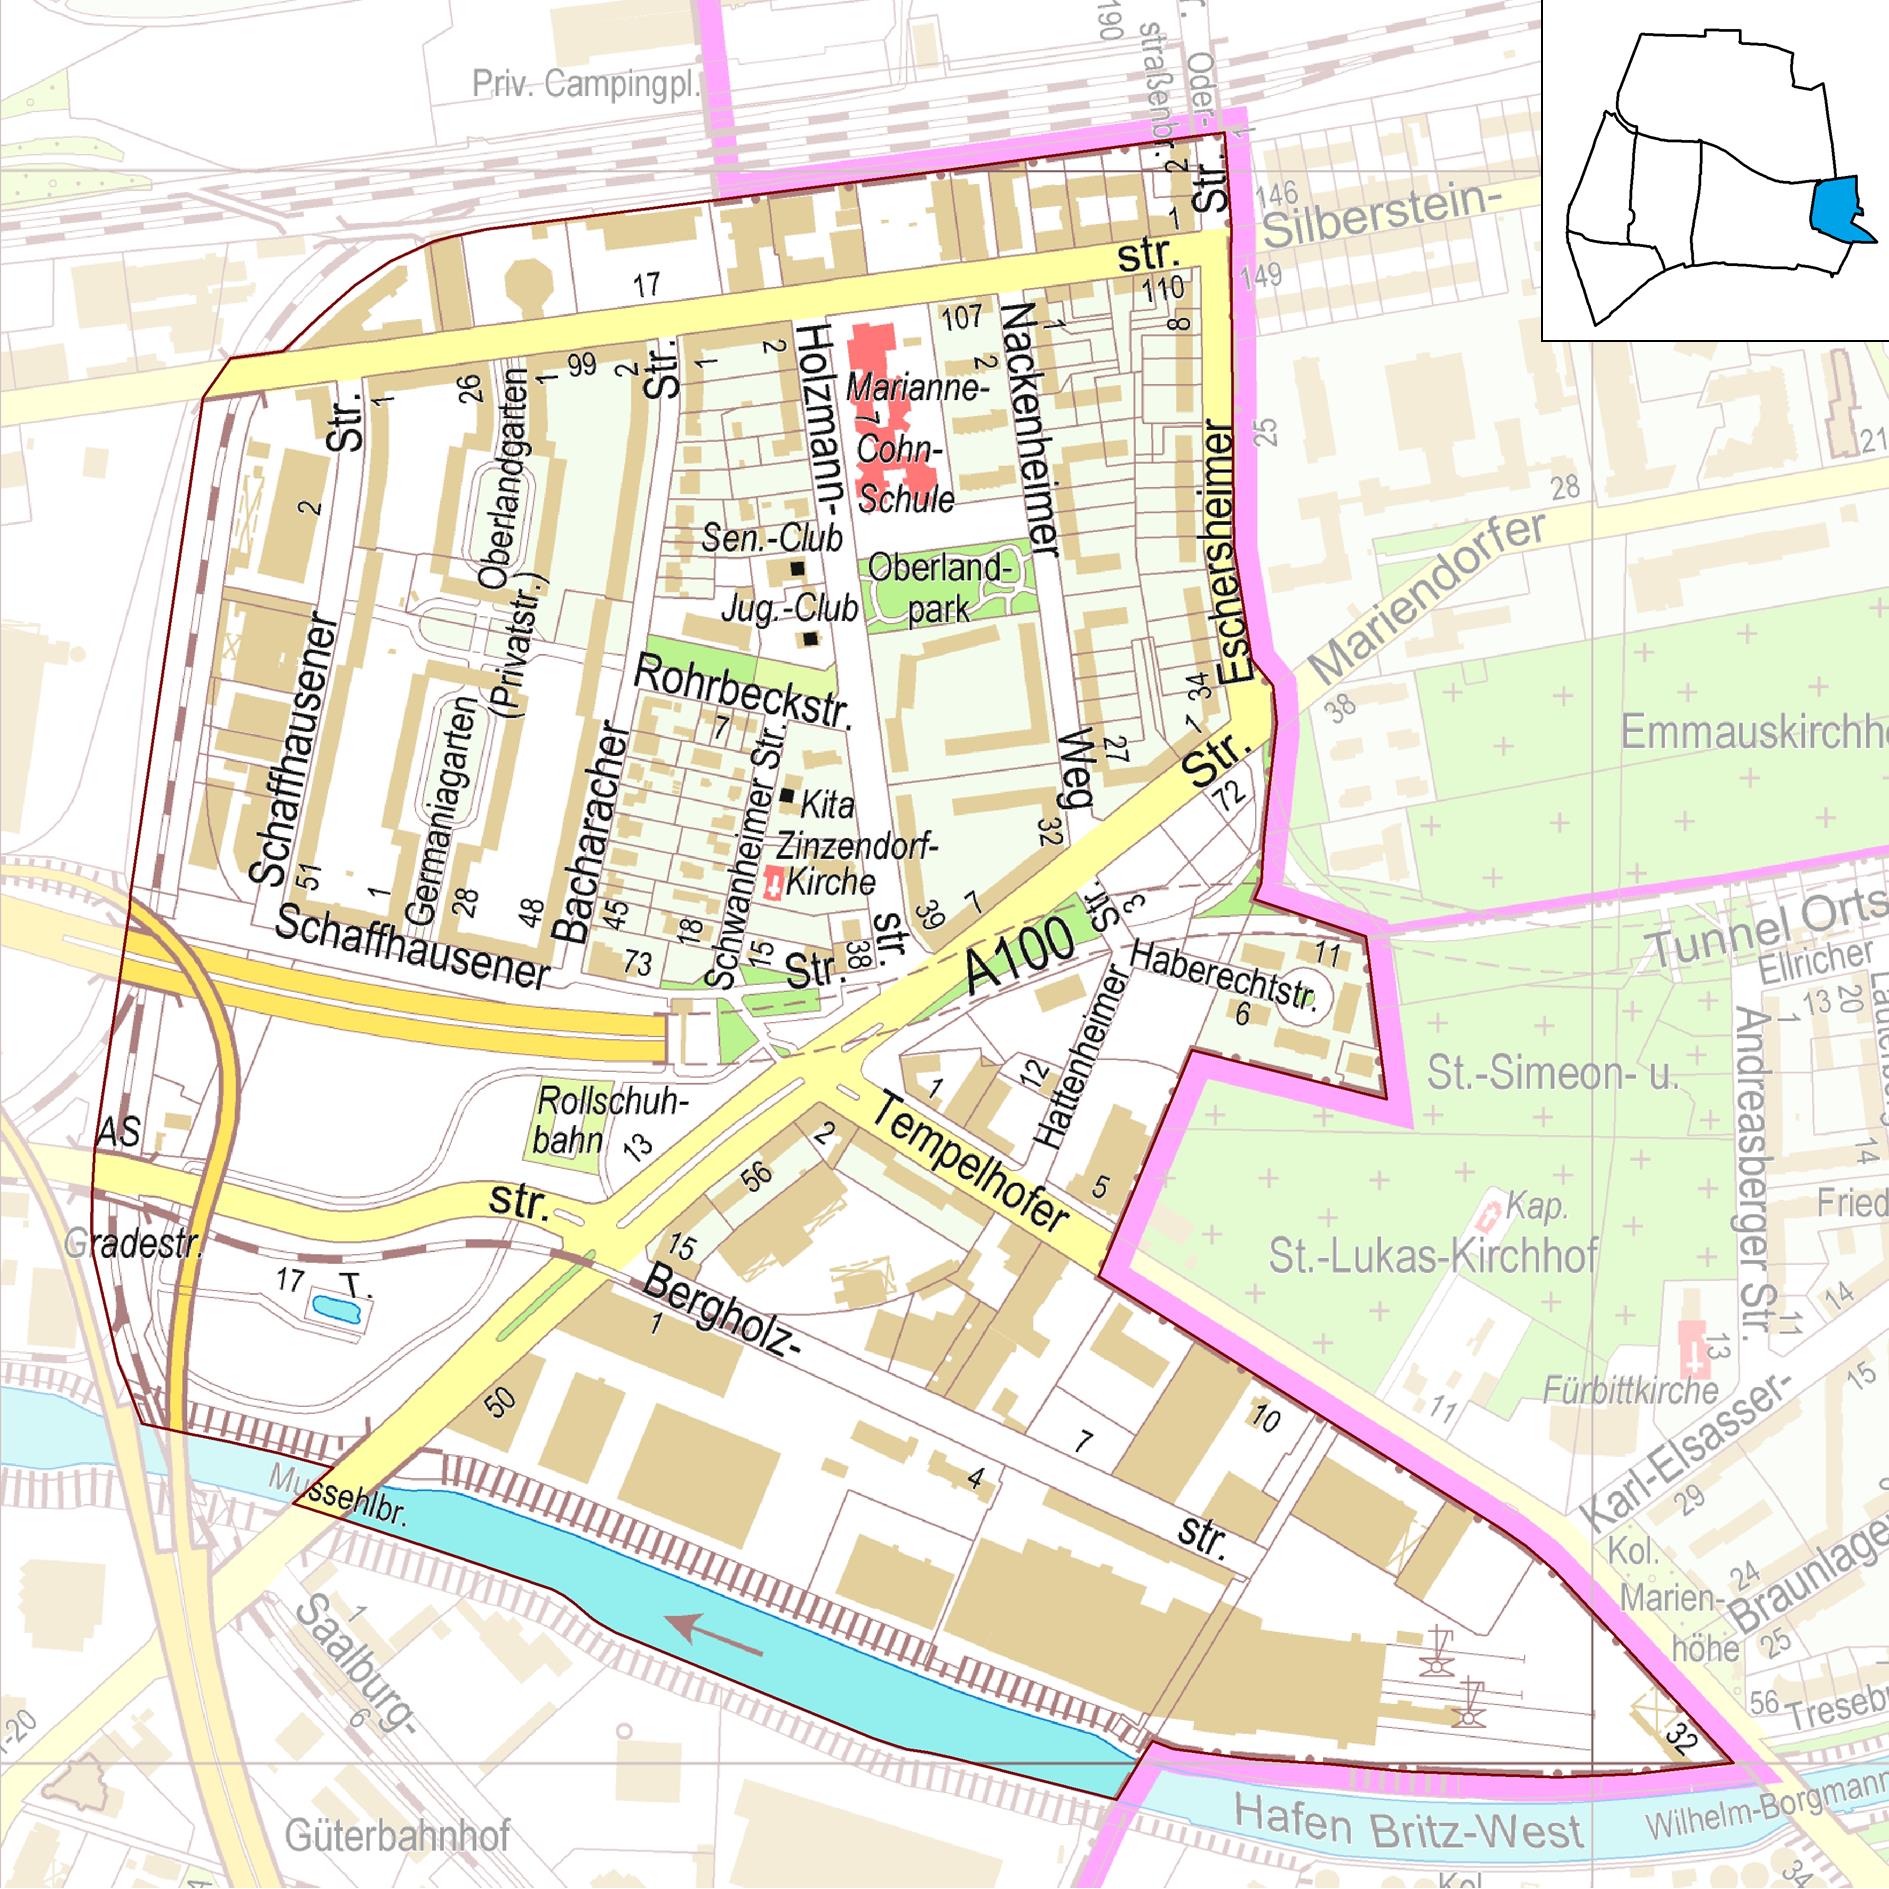 190
straßenb r.
Oder-
Priv. Campingpl.
1
2
Str.
146
Silberstein-
1
str.
149
17
110
107
8
Holzmann-
Nackenheimer
1
2
Marianne-
7
Cohn-
Schule
2
1
Str.
2
99
1
26
Oberlandgarten
1
Str.
2
25
21
28
Mariendorfer
Eschersheimer
Sen.-Club
Oberland-
park
Jug.-Club
(Privatstr.)
Rohrbeckstr.
7
34
38
Emmauskirchh
Schaffhausener
Germaniagarten
Bacharacher
Schwanheimer Str.
Weg
27
7
Str.
72
Kita
Zinzendorf-
Kirche
32
51
1
28
48
45
18
15
73
38
39
7
Str.
3
str.
A100
Schaffhausener
Str.
Haberechtstr.
11
6
Tunnel Orts
Ellricher
13
20
1
Lauterberg
Andreasberger Str.
St.-Simeon- u.
Hattenheimer
12
1
Rollschuh-
bahn
13
AS
2
Tempelhofer
56
5
14
Kap.
Fried
St.-Lukas-Kirchhof
str.
15
Gradestr.
17
T.
Bergholz-
1
14
11
13
Fürbittkirche
15
11
Karl-Elsasser-
29
50
10
7
4
Mussehlbr.
str.
Kol.
Marien-
höhe
24
Braunlage
25
Saalburg-
1
6
56
Treseb
32
1-20
Güterbahnhof
Hafen Britz-West
Wilhelm-Borgmann
34
Kol
A